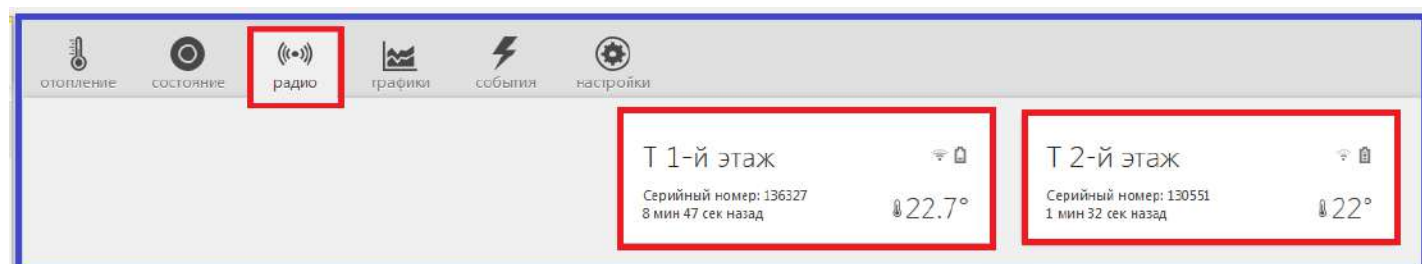 отопление состояние радио графики события настройки
Т 1-й этаж
Серийный номер: 136327
8 мин 47 сек назад
22.7°
Т 2-й этаж
Серийный номер: 130551
1 мин 32 сек назад
22°